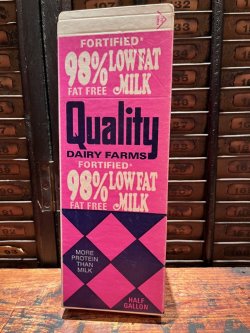 FORTIFIED*
98% LOWFAT
FAT FREE MILK
Quality
DAIRY FARMS
FORTIFIED*
98% LOWFAT
FAT FREE MILK
MORE
PROTEIN
THAN
MILK
HALF
GALLON